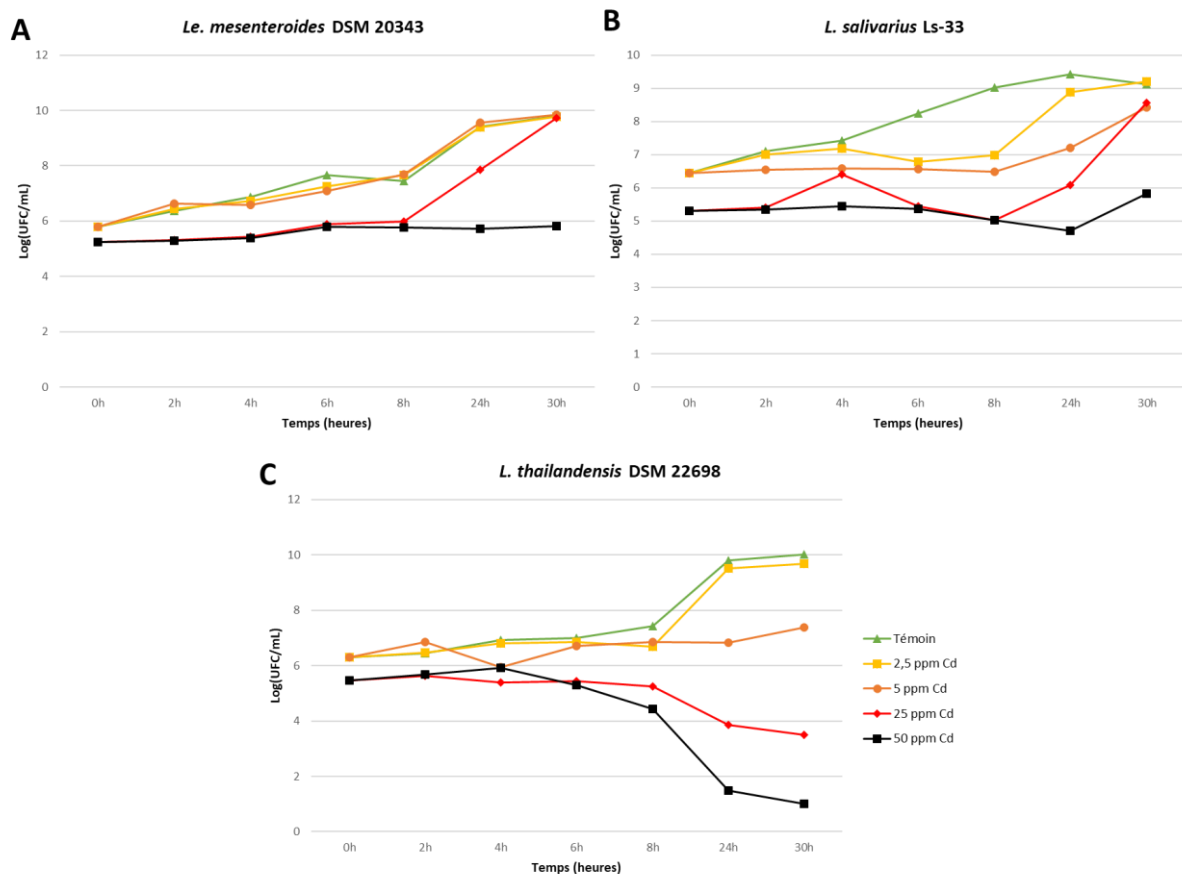 A
Le. mesenteroides DSM 20343
12
10
8
6
4
2
0
Log(UFC/mL)
0h 2h 4h 6h 8h 24h 30h
Temps (heures)
B
L. salivarius Ls-33
10
9
8
7
6
5
4
3
2
1
0
Log(UFC/mL)
0h 2h 4h 6h 8h 24h 30h
Temps (heures)
C
L. thailandensis DSM 22698
12
10
8
6
4
2
0
Log(UFC/mL)
0h 2h 4h 6h 8h 24h 30h
Temps (heures)
Témoin
2,5 ppm Cd
5 ppm Cd
25 ppm Cd
50 ppm Cd